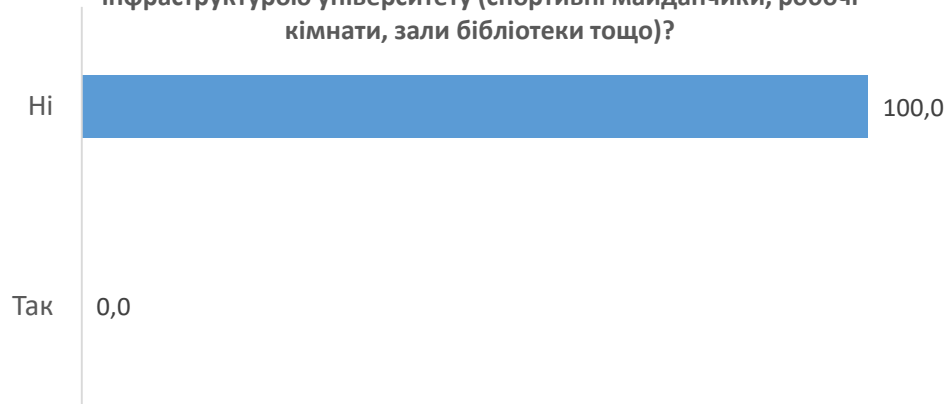 інфраструктурою університету (спортивні майданчики, робочі
кімнати, зали бібліотеки тощо)?
Ні
100,0
Так
0,0